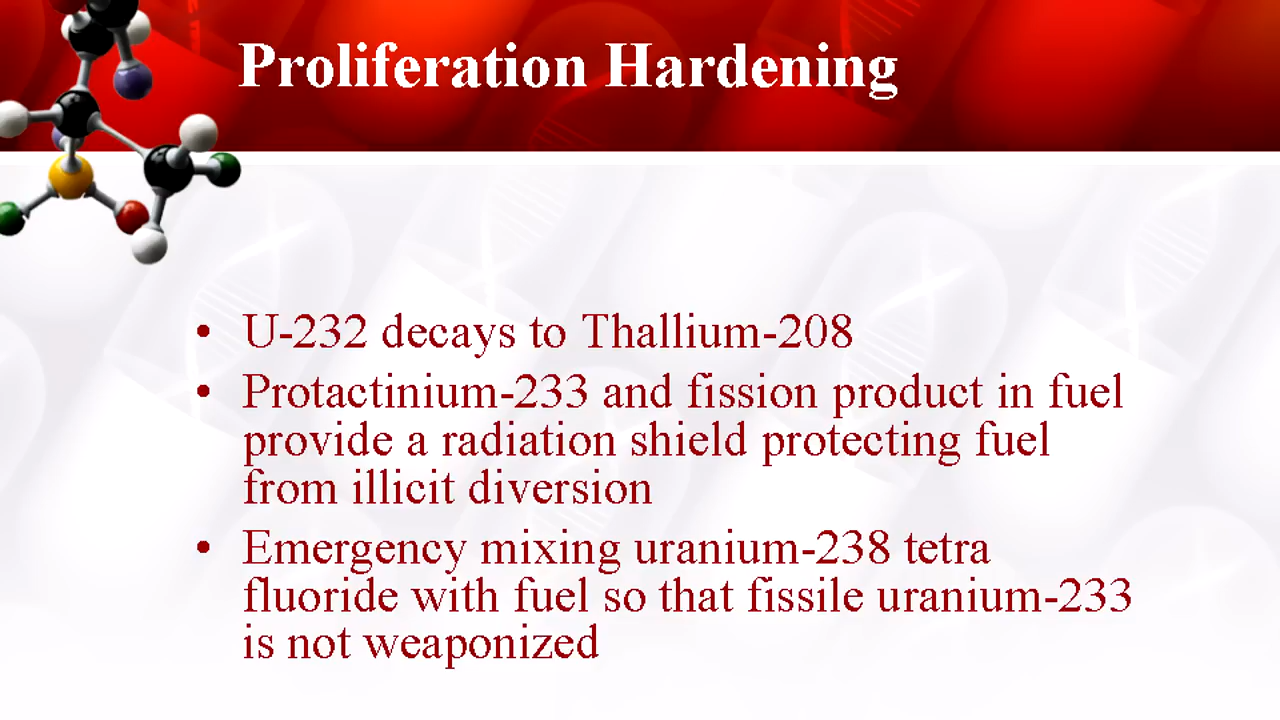 Proliferation Hardening
• U-232 decays to Thallium-208
• Protactinium-233 and fission product in fuel
provide a radiation shield protecting fuel
from illicit diversion
• Emergency mixing uranium-238 tetra
fluoride with fuel so that fissile uranium-233
is not weaponized